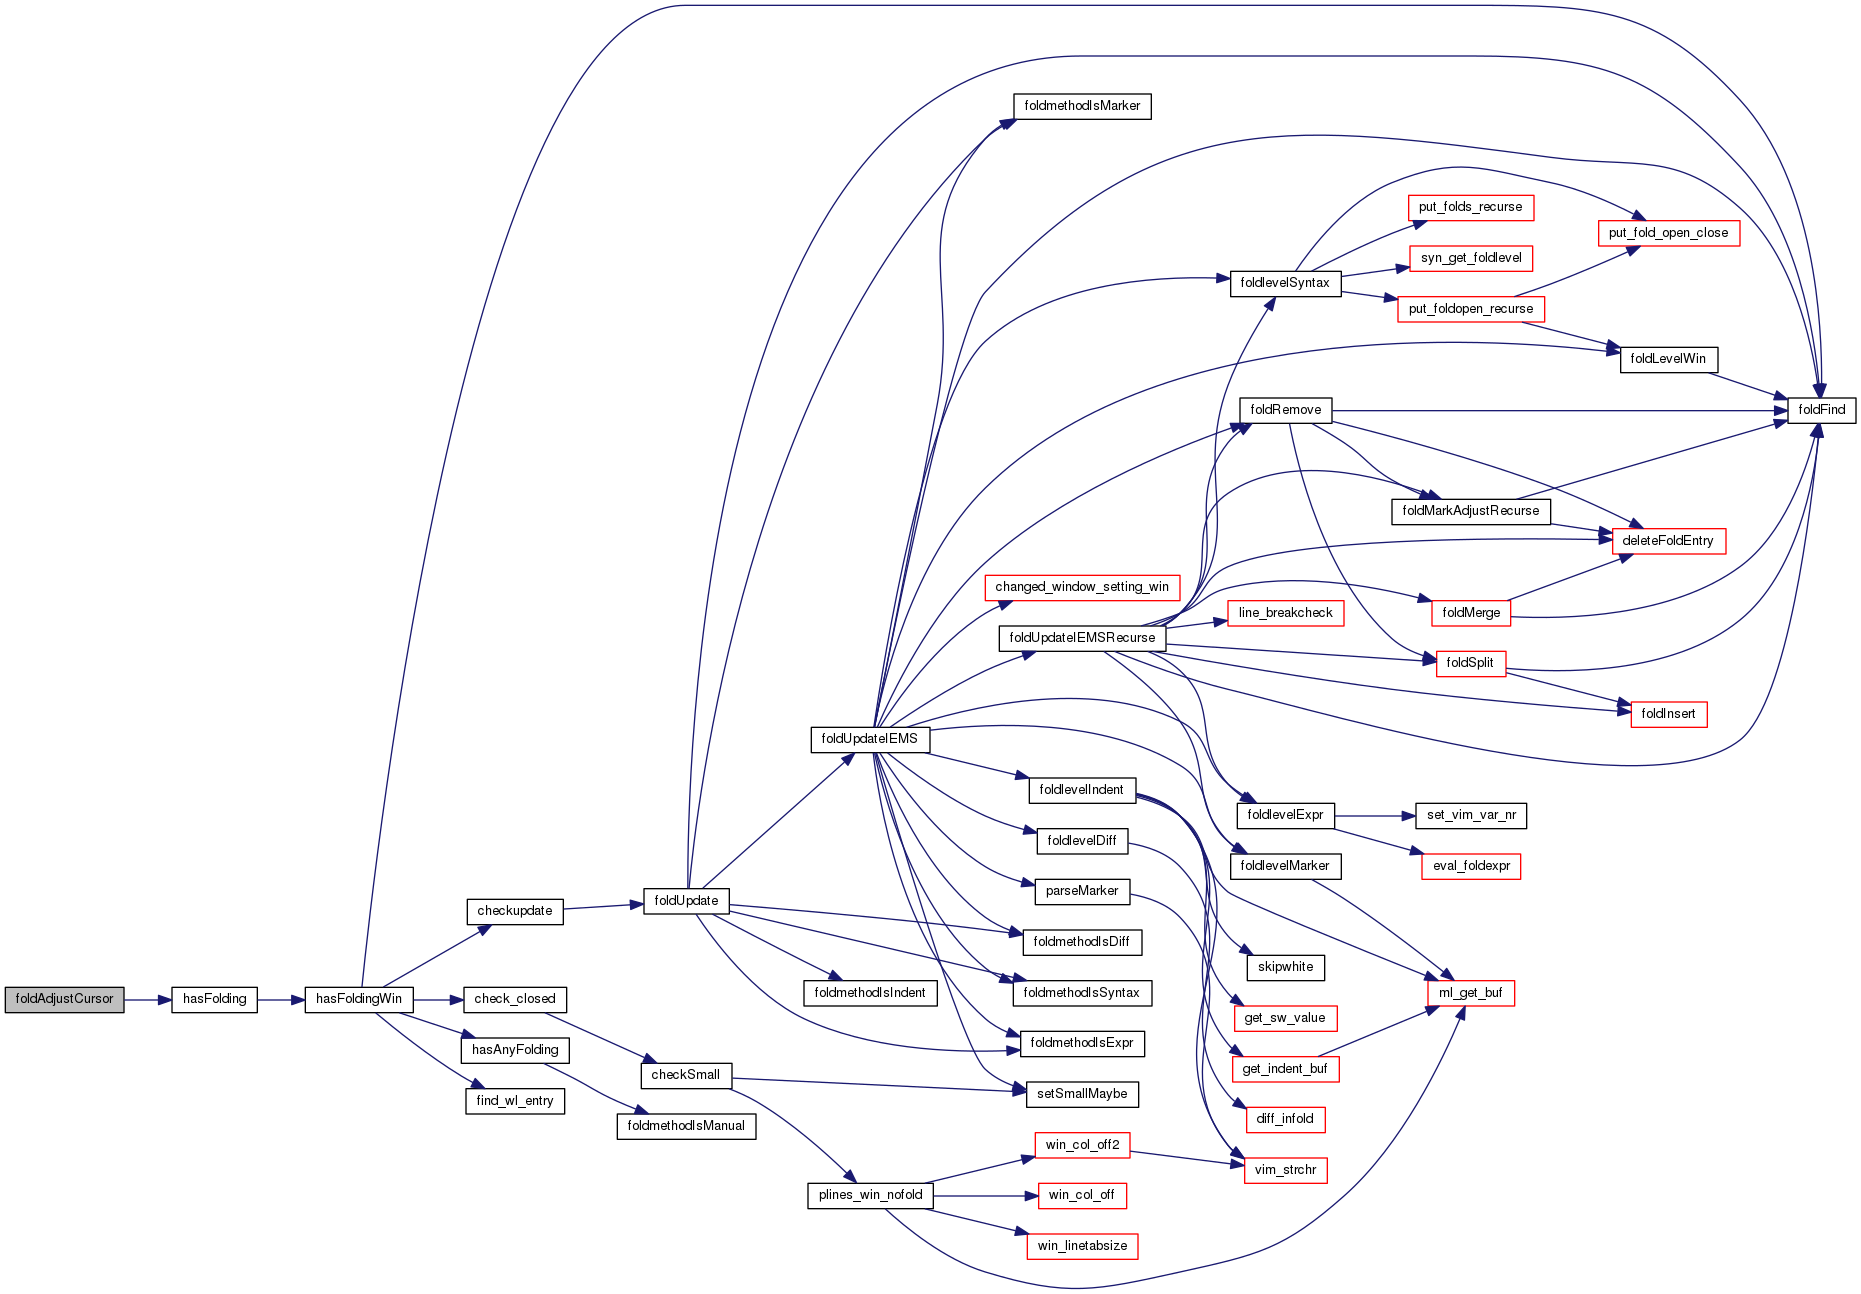 foldmethodIsMarker
put_folds_recurse
put_fold_open_close
syn_get_foldlevel
foldlevelSyntax
put_foldopen_recurse
foldLevelWin
foldRemove
foldFind
foldMarkAdjustRecurse
deleteFoldEntry
changed_window_setting_win
line_breakcheck
foldMerge
foldUpdateIEMSRecurse
foldSplit
foldInsert
foldUpdateIEMS
foldlevelIndent
foldlevelExpr
set_vim_var_nr
foldlevelDiff
foldlevelMarker
eval_foldexpr
parseMarker
foldUpdate
checkupdate
foldmethodIsDiff
skipwhite
foldAdjustCursor
hasFolding
hasFoldingWin
check_closed
foldmethodIsIndent
foldmethodIsSyntax
ml_get_buf
get_sw_value
hasAnyFolding
foldmethodIsExpr
checkSmall
get_indent_buf
find_wl_entry
setSmallMaybe
foldmethodIsManual
diff_infold
win_col_off2
vim_strchr
plines_win_nofold
win_col_off
win_linetabsize